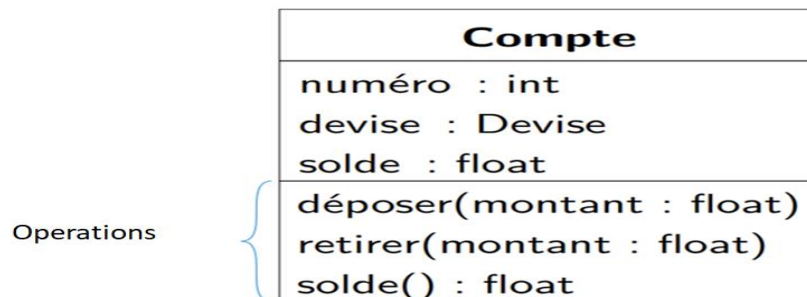 Compte
numéro : int
devise : Devise
solde : float
déposer(montant : float)
Operations
retirer(montant : float)
solde() : float